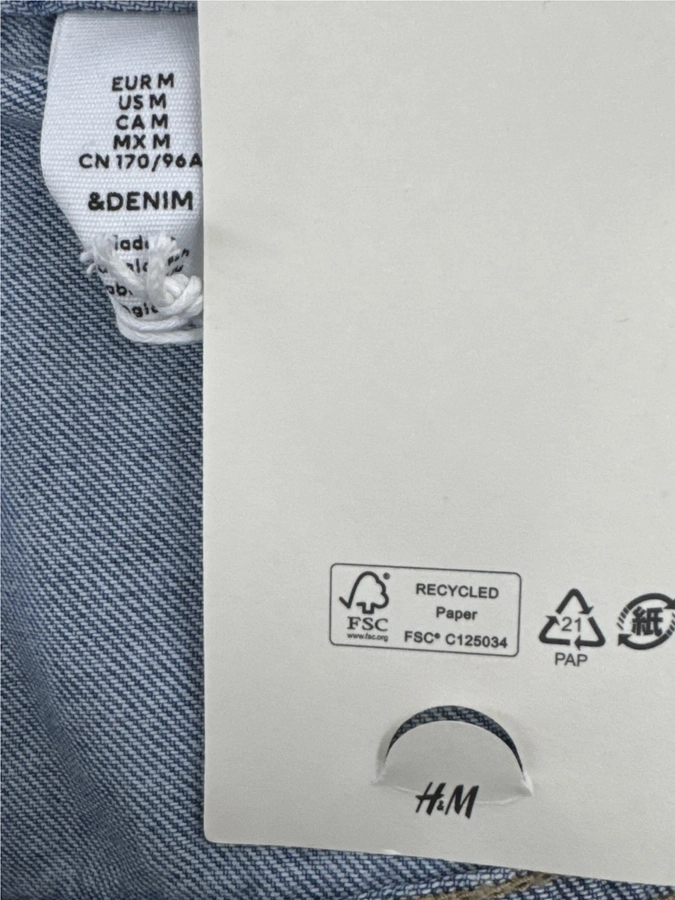 EUR M
US M
CA M
MX M
CN 170/96A
&DENIM
FSC
www.fsc.org
RECYCLED
Paper
FSC® C125034
21
PAP
紙
H&M